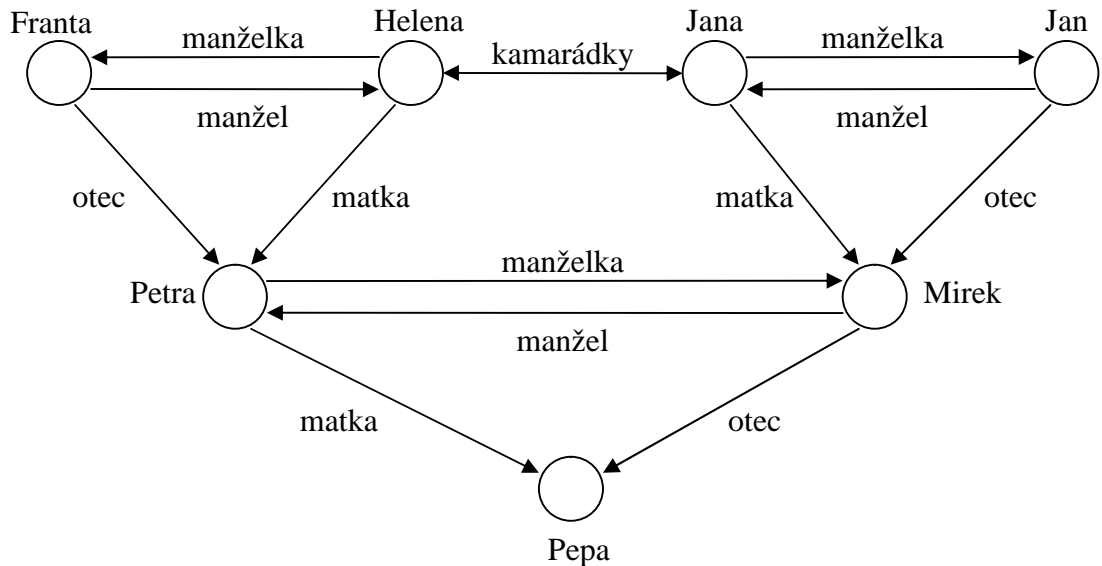 Franta
Helena
Jana
Jan
manželka
kamarádky
manželka
manžel
manžel
otec
matka
matka
otec
manželka
Petra
Mirek
manžel
matka
otec
Pepa